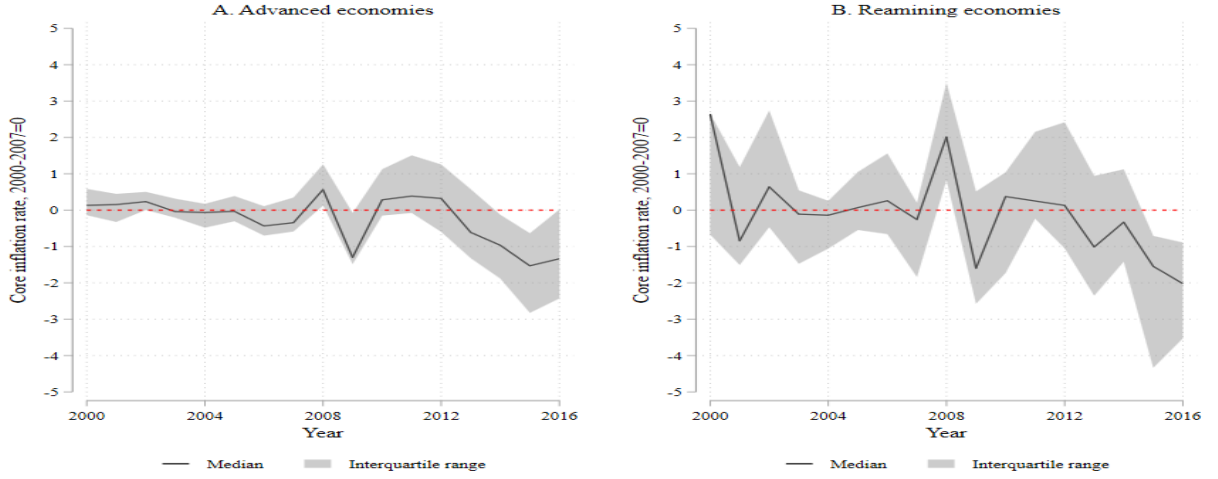 A. Advanced economies
Core inflation rate, 2000-2007=0
5
4
3
2
1
0
-1
-2
-3
-4
-5
2000 2004 2008 2012 2016
Year
Median Interquartile range
B. Reamining economies
Core inflation rate, 2000-2007=0
5
4
3
2
1
0
-1
-2
-3
-4
-5
2000 2004 2008 2012 2016
Year
Median Interquartile range